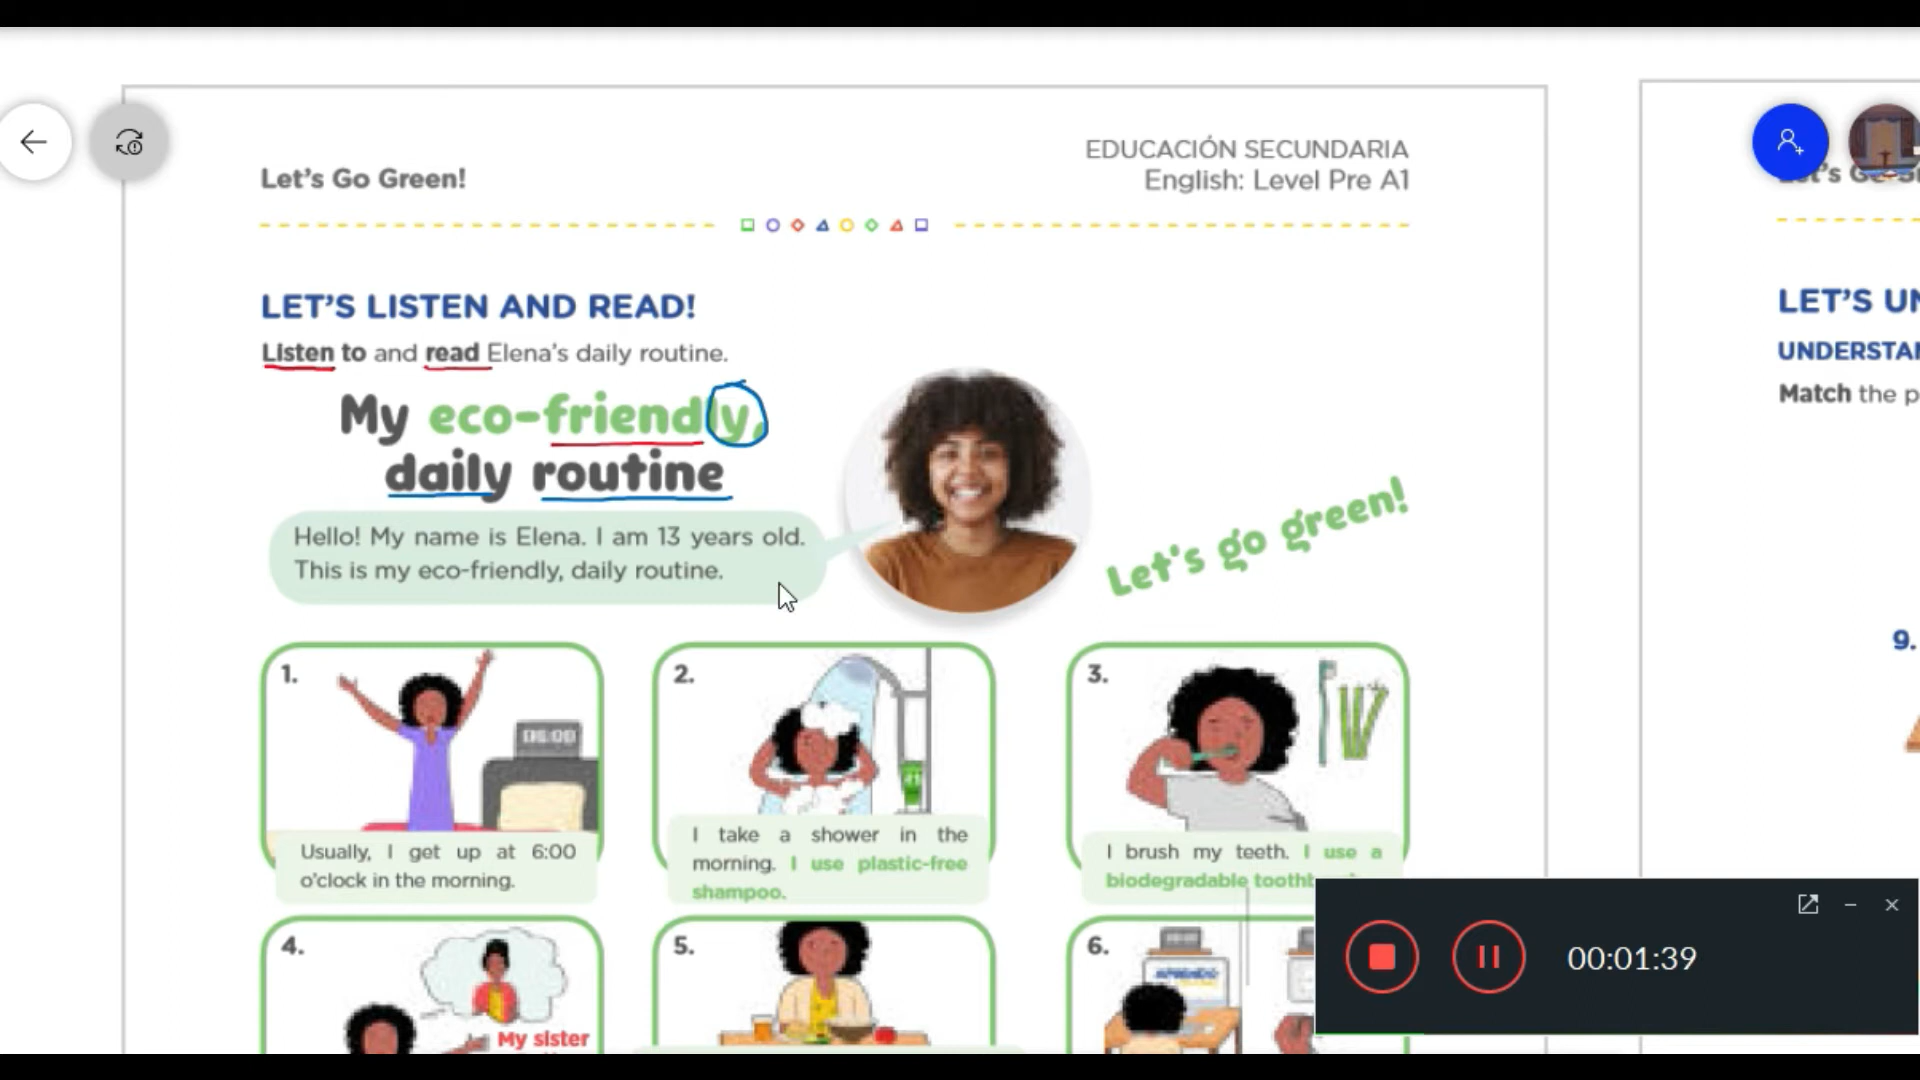 Let's Go Green!
EDUCACIÓN SECUNDARIA
English: Level Pre A1
LET'S LISTEN AND READ!
Listen to and read Elena's daily routine.
My eco-friendly,
daily routine
Hello! My name is Elena. I am 13 years old.
This is my eco-friendly, daily routine.
Let's go green!
1.
06:00
Usually, I get up at 6:00
o'clock in the morning.
2.
I take a shower in the
morning. I use plastic-free
shampoo.
3.
I brush my teeth. I use a
biodegradable
4.
My sister
5.
6.
LET'S
Match the
9.
00:01:39